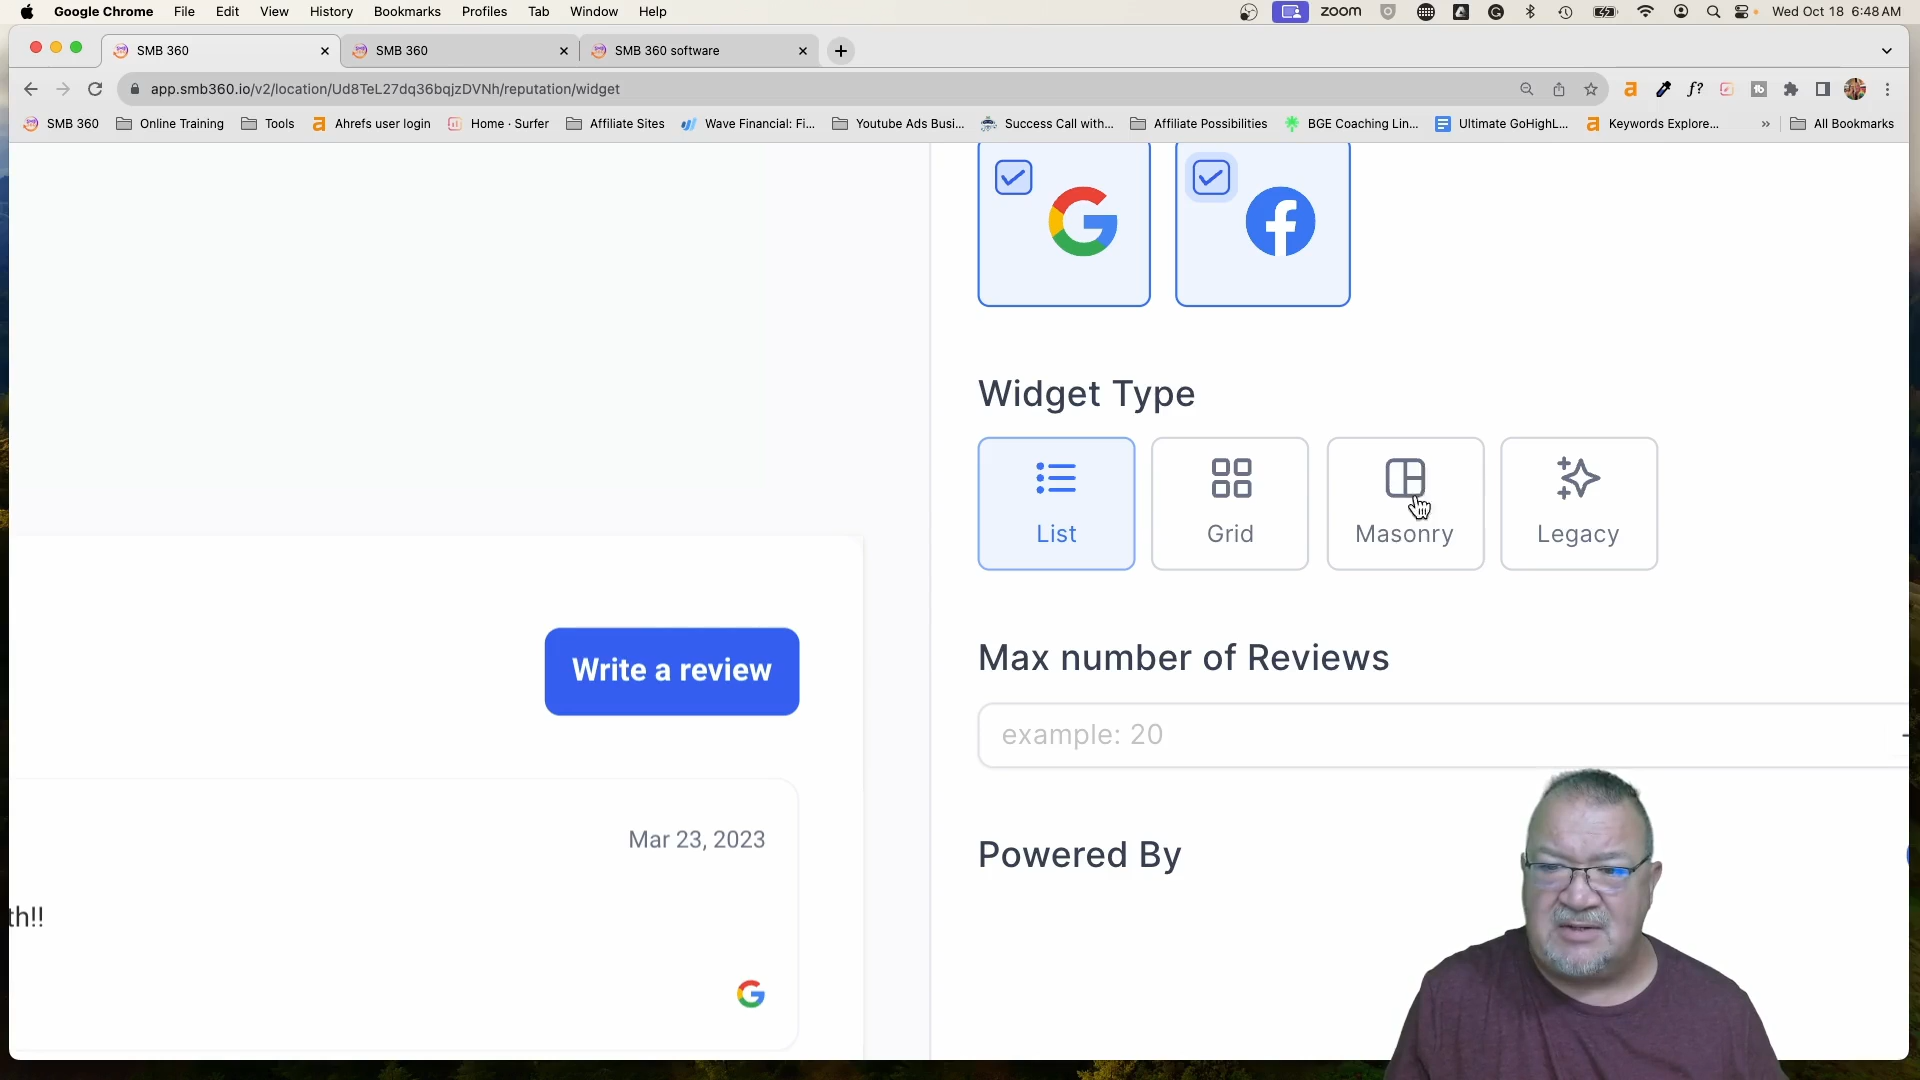 Google Chrome File Edit View History Bookmarks Profiles Tab Window Help zoom Wed Oct 18 6:48 AM
SMB 360 SMB 360 SMB 360 software
app.smb360.io/v2/location/Ud8TeL27dq36bqjzDVNh/reputation/widget
SMB 360 Online Training Tools Ahrefs user login Home · Surfer Affiliate Sites Wave Financial: Fi... Youtube Ads Busi... Success Call with... Affiliate Possibilities BGE Coaching Lin... Ultimate GoHighL... Keywords Explore... » All Bookmarks
Widget Type
List Grid Masonry Legacy
Max number of Reviews
example: 20
Powered By
Write a review
Mar 23, 2023
th!!